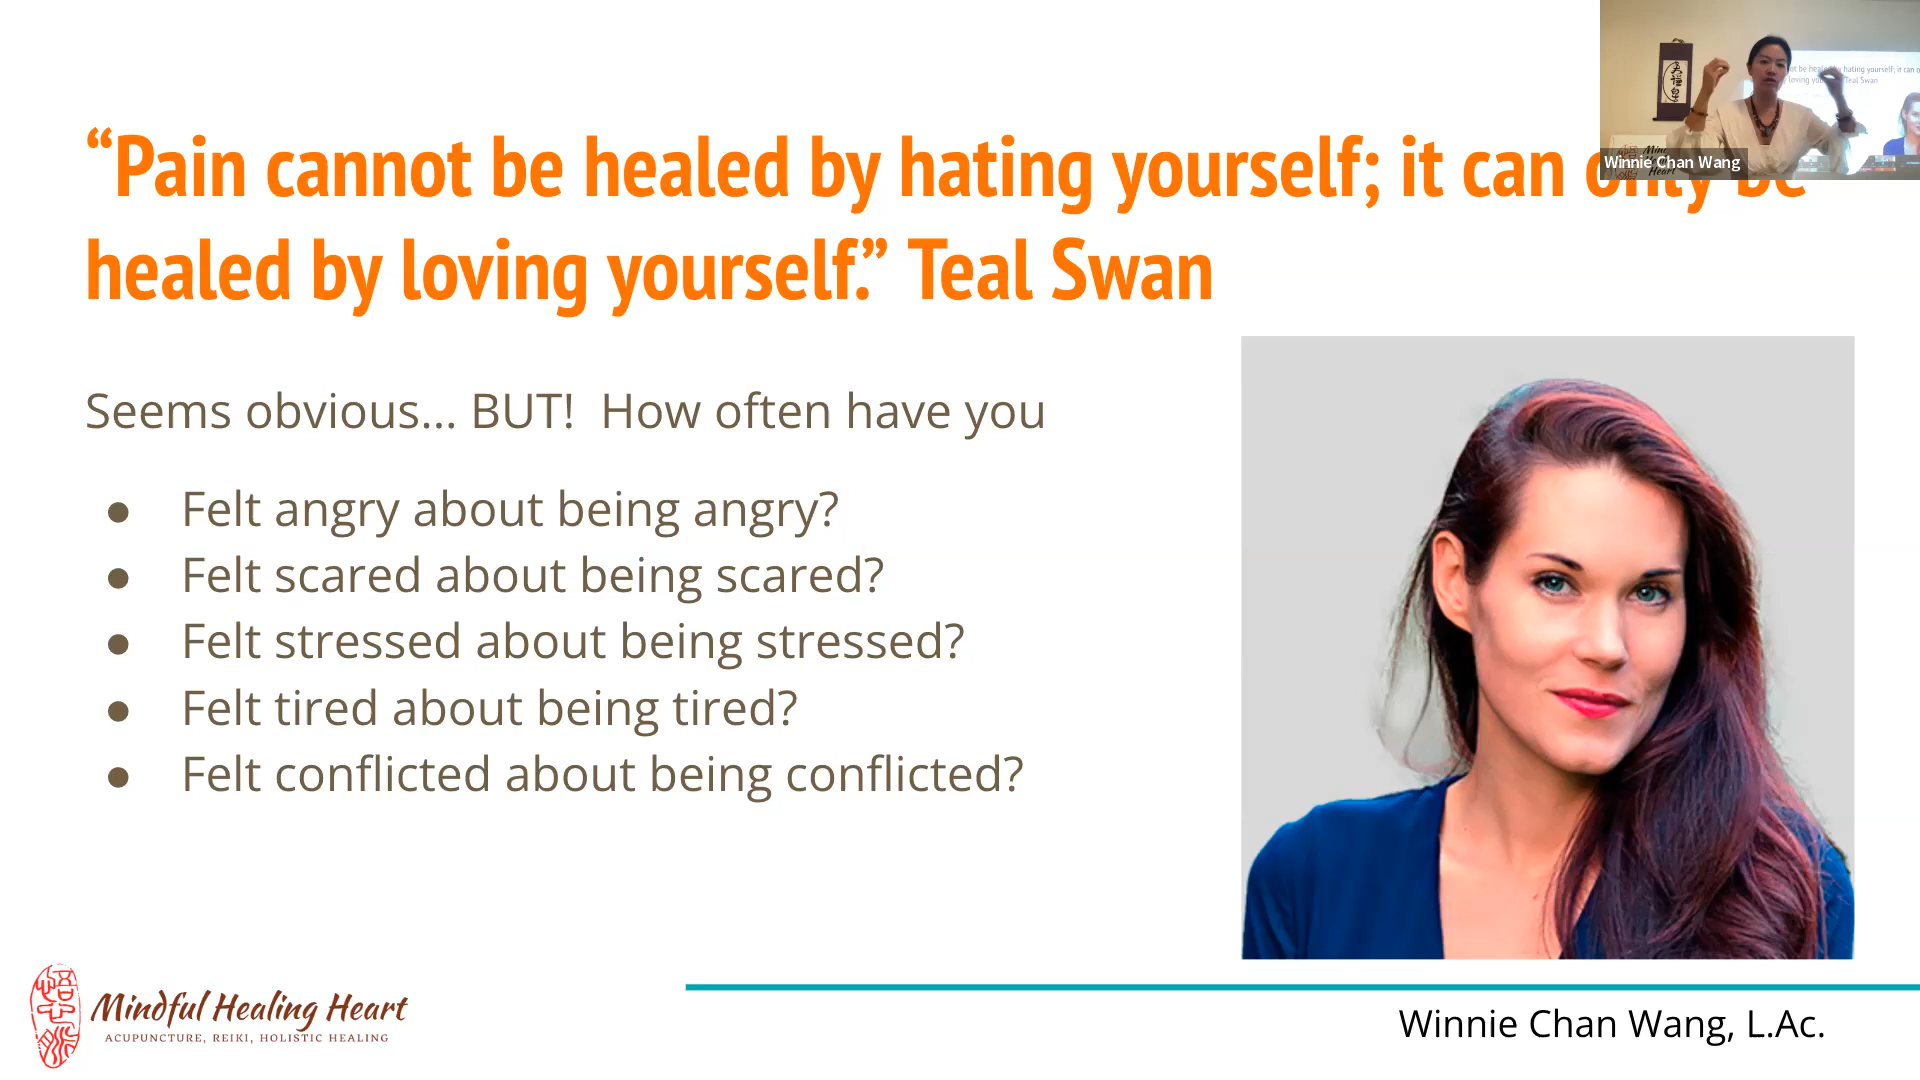 “Pain cannot be healed by hating yourself; it can only be
healed by loving yourself.” Teal Swan
Winnie Chan Wang
Seems obvious... BUT!  How often have you
● Felt angry about being angry?
● Felt scared about being scared?
● Felt stressed about being stressed?
● Felt tired about being tired?
● Felt conflicted about being conflicted?
Mindful Healing Heart
ACUPUNCTURE, REIKI, HOLISTIC HEALING
Winnie Chan Wang, L.Ac.